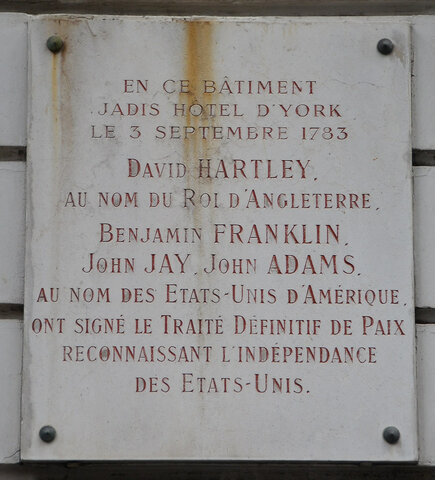 EN CE BÂTIMENT
JADIS HÔTEL D'YORK
LE 3 SEPTEMBRE 1783
DAVID HARTLEY,
AU NOM DU ROI D'ANGLETERRE,
BENJAMIN FRANKLIN,
JOHN JAY, JOHN ADAMS,
AU NOM DES ETATS-UNIS D'AMÉRIQUE,
ONT SIGNÉ LE TRAITÉ DÉFINITIF DE PAIX
RECONNAISSANT L'INDÉPENDANCE
DES ETATS-UNIS.